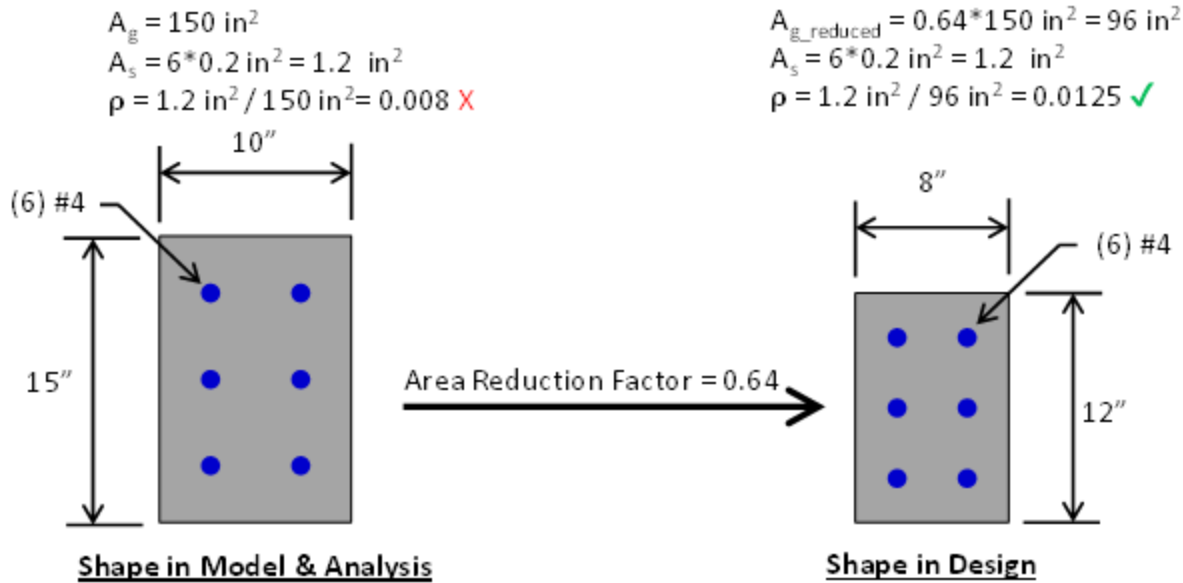 A_g = 150 in²
A_s = 6*0.2 in² = 1.2 in²
ρ = 1.2 in² / 150 in²= 0.008 X
10”
(6) #4
15”
Shape in Model & Analysis
Area Reduction Factor = 0.64
A_g_reduced = 0.64*150 in² = 96 in²
A_s = 6*0.2 in² = 1.2 in²
ρ = 1.2 in² / 96 in² = 0.0125 ✓
8”
(6) #4
12”
Shape in Design